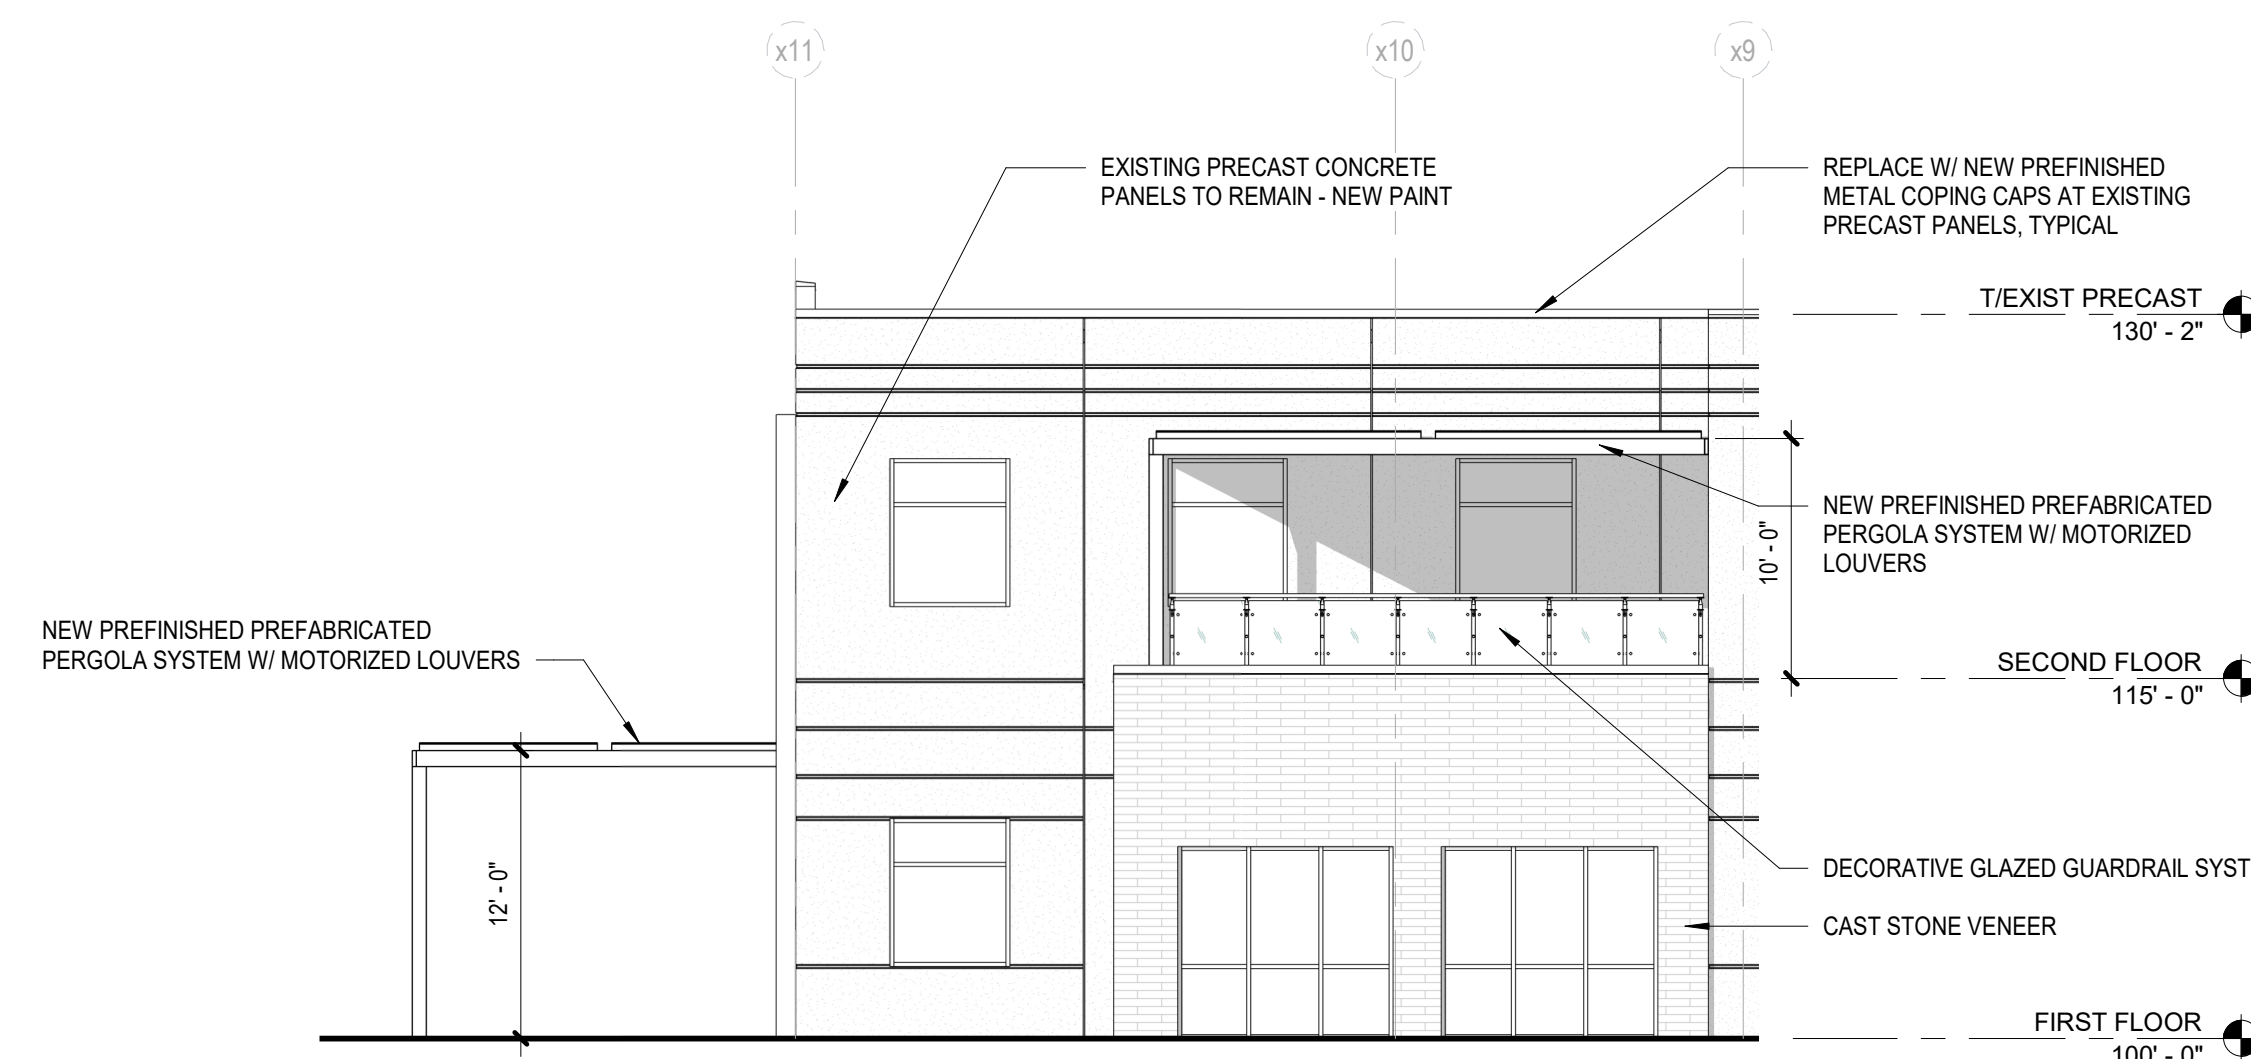 x11
x10
x9
EXISTING PRECAST CONCRETE
PANELS TO REMAIN - NEW PAINT
REPLACE W/ NEW PREFINISHED
METAL COPING CAPS AT EXISTING
PRECAST PANELS, TYPICAL
T/EXIST PRECAST
130' - 2"
NEW PREFINISHED PREFABRICATED
PERGOLA SYSTEM W/ MOTORIZED
LOUVERS
10' - 0"
NEW PREFINISHED PREFABRICATED
PERGOLA SYSTEM W/ MOTORIZED LOUVERS
SECOND FLOOR
115' - 0"
12' - 0"
DECORATIVE GLAZED GUARDRAIL SYST
CAST STONE VENEER
FIRST FLOOR
100' - 0"